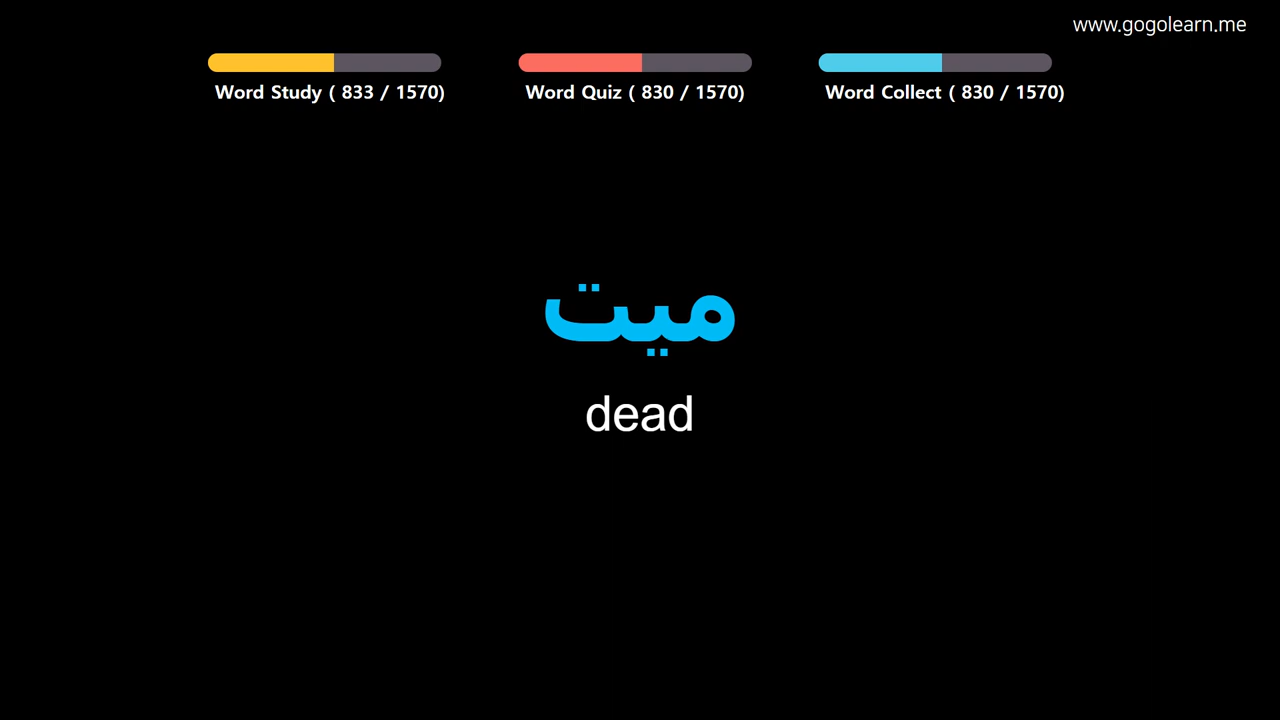 www.gogolearn.me
Word Study ( 833 / 1570)
Word Quiz ( 830 / 1570)
Word Collect ( 830 / 1570)
ميت
dead